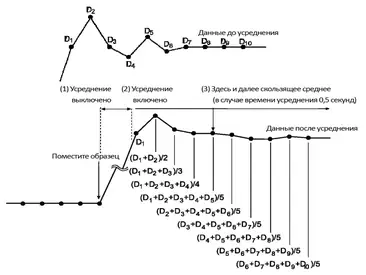 D1
D2
D3
D4
D5
D6
D7
D8
D9
D10
Данные до усреднения
(1) Усреднение выключено
(2) Усреднение включено
(3) Здесь и далее скользящее среднее
(в случае времени усреднения 0,5 секунд)
Поместите образец
Данные после усреднения
D1
(D1+D2)/2
(D1+D2+D3)/3
(D1+D2+D3+D4)/4
(D1+D2+D3+D4+D5)/5
(D2+D3+D4+D5+D6)/5
(D3+D4+D5+D6+D7)/5
(D4+D5+D6+D7+D8)/5
(D5+D6+D7+D8+D9)/5
(D6+D7+D8+D9+D0)/5